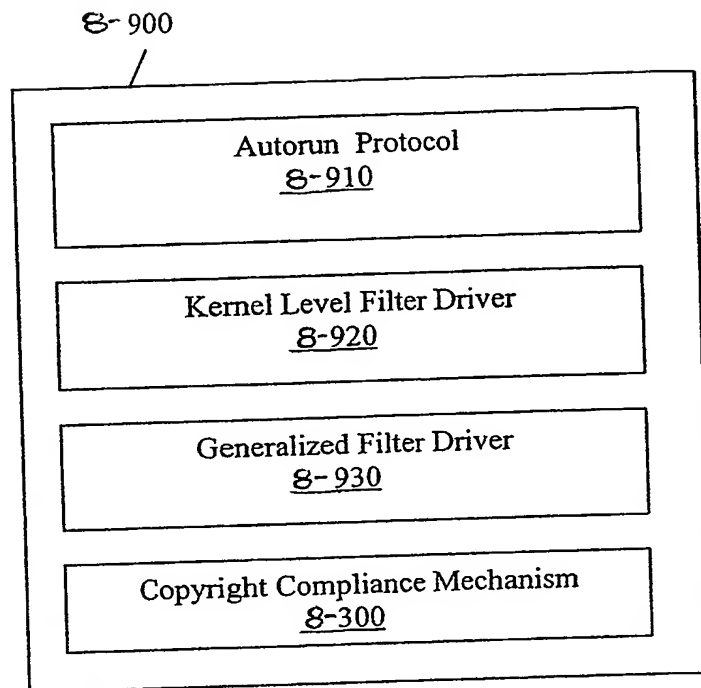 8-900
Autorun Protocol
8-910
Kernel Level Filter Driver
8-920
Generalized Filter Driver
8-930
Copyright Compliance Mechanism
8-300